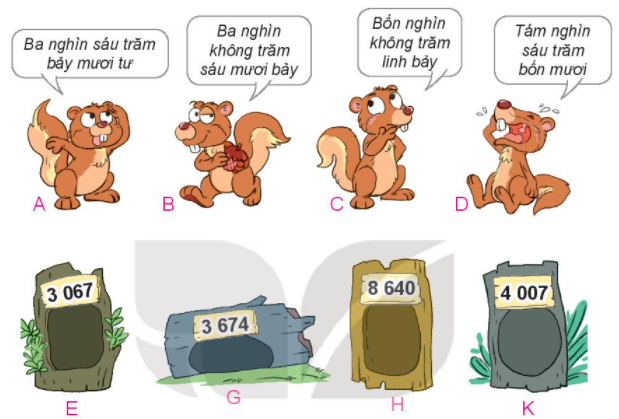 Ba nghìn sáu trăm
bảy mươi tư
Ba nghìn
không trăm
sáu mươi bảy
Bốn nghìn
không trăm
linh bảy
Tám nghìn
sáu trăm
bốn mươi
A
B
C
D
3 067
3 674
8 640
4 007
E
G
H
K